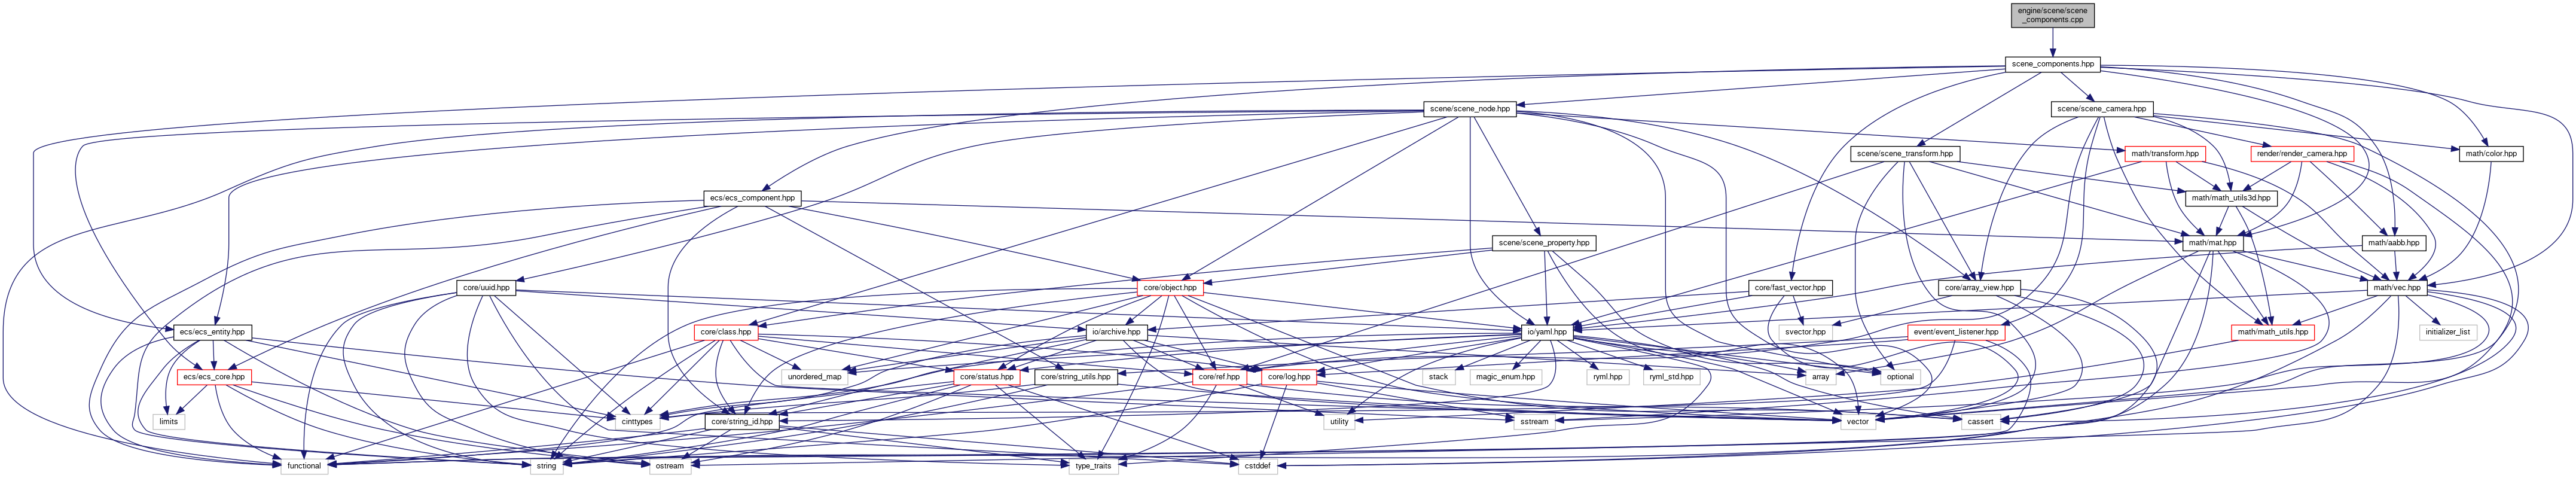 engine/scene/scene
_components.cpp
scene_components.hpp
scene/scene_node.hpp
scene/scene_camera.hpp
scene/scene_transform.hpp
math/transform.hpp
render/render_camera.hpp
math/color.hpp
ecs/ecs_component.hpp
math/math_utils3d.hpp
scene/scene_property.hpp
math/mat.hpp
math/aabb.hpp
core/uuid.hpp
core/object.hpp
core/fast_vector.hpp
core/array_view.hpp
math/vec.hpp
ecs/ecs_entity.hpp
core/class.hpp
io/archive.hpp
io/yaml.hpp
svector.hpp
event/event_listener.hpp
math/math_utils.hpp
initializer_list
ecs/ecs_core.hpp
unordered_map
core/status.hpp
core/string_utils.hpp
core/ref.hpp
core/log.hpp
stack
magic_enum.hpp
ryml.hpp
ryml_std.hpp
array
optional
limits
cinttypes
core/string_id.hpp
utility
sstream
vector
cassert
functional
string
ostream
type_traits
cstddef